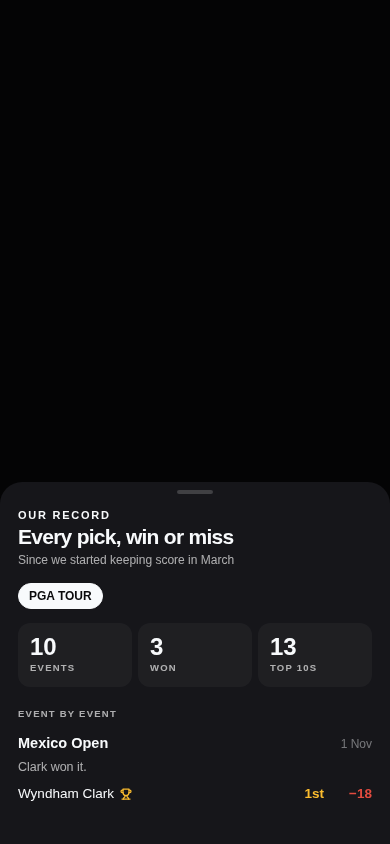 OUR RECORD
Every pick, win or miss
Since we started keeping score in March
PGA TOUR
10 3 13
EVENTS WON TOP 10S
EVENT BY EVENT
Mexico Open 1 Nov
Clark won it.
Wyndham Clark 1st −18